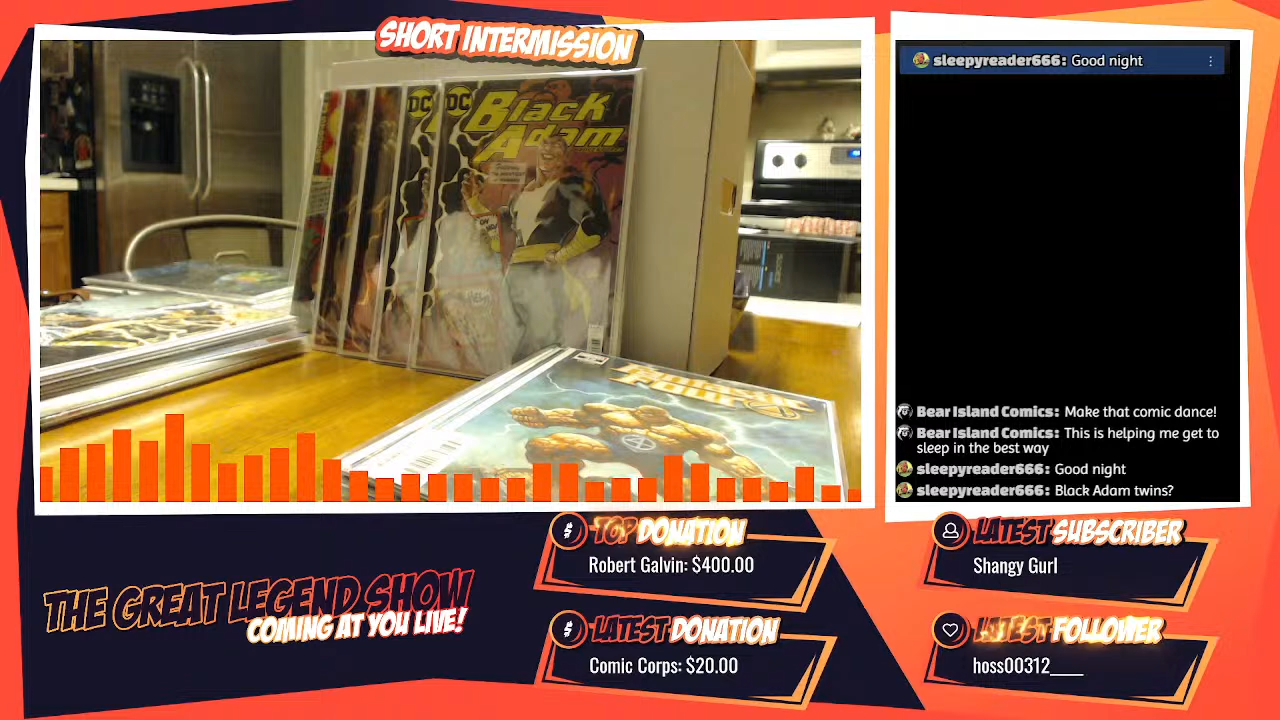 SHORT INTERMISSION
sleepyreader666: Good night
DC
DC
Black
Adam
Fantastic
Four
Bear Island Comics: Make that comic dance!
Bear Island Comics: This is helping me get to
sleep in the best way
sleepyreader666: Good night
sleepyreader666: Black Adam twins?
TOP DONATION
Robert Galvin: $400.00
LATEST SUBSCRIBER
Shangy Gurl
THE GREAT LEGEND SHOW
COMING AT YOU LIVE!
LATEST DONATION
Comic Corps: $20.00
LATEST FOLLOWER
hoss00312____